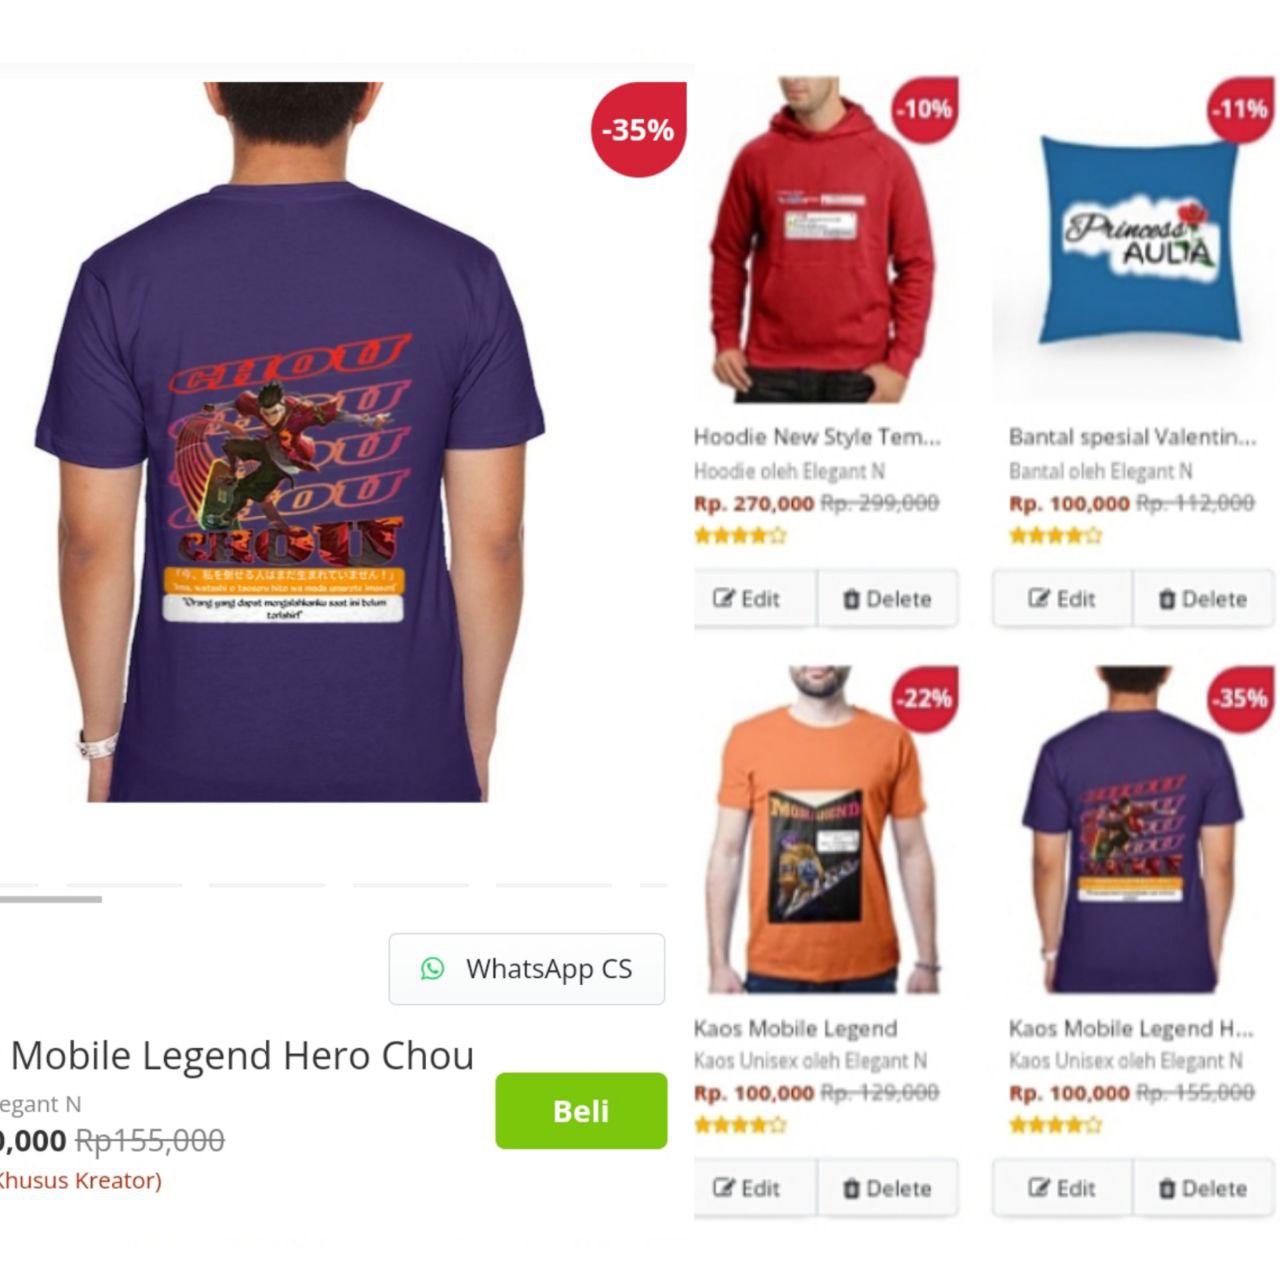 -35%
CHOU
CHOU
CHOU
CHOU
CHOU
「今、私を倒せる人はまだ生まれていません！」
"Ima, watashi o taoseru hito wa mada umarete imasen!"
"Orang yang dapat mengalahkanku saat ini belum
terlahir!"
WhatsApp CS
Mobile Legend Hero Chou
egant N
0,000 Rp155,000
Khusus Kreator)
Beli
-10%
Hoodie New Style Tem...
Hoodie oleh Elegant N
Rp. 270,000 Rp. 299,000
Edit
Delete
-11%
Princess
AULIA
Bantal spesial Valentin...
Bantal oleh Elegant N
Rp. 100,000 Rp. 112,000
Edit
Delete
-22%
Kaos Mobile Legend
Kaos Unisex oleh Elegant N
Rp. 100,000 Rp. 129,000
Edit
Delete
-35%
Kaos Mobile Legend H...
Kaos Unisex oleh Elegant N
Rp. 100,000 Rp. 155,000
Edit
Delete